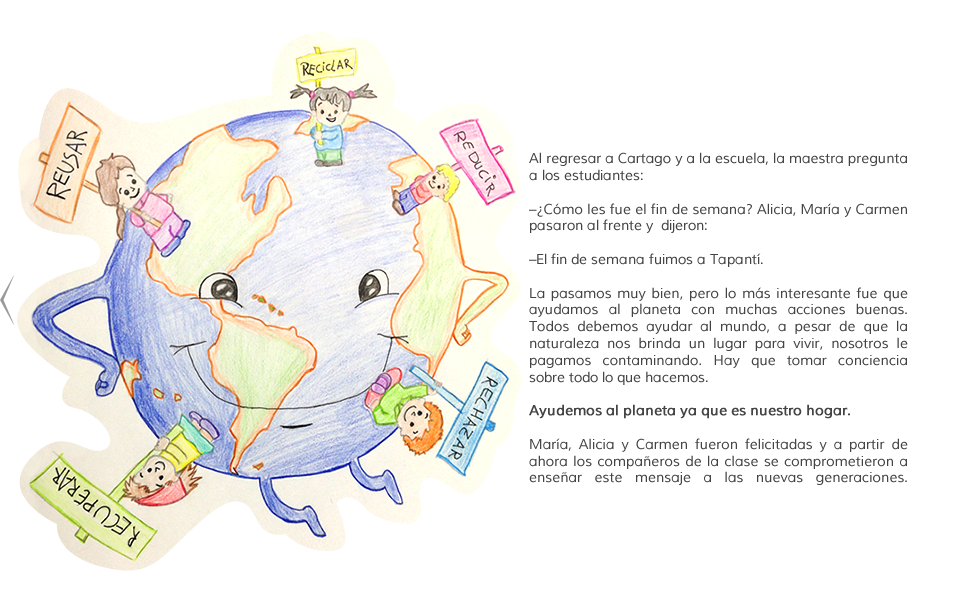 RECICLAR
REUSAR
REDUCIR
RECHAZAR
RECUPERAR
Al regresar a Cartago y a la escuela, la maestra pregunta
a los estudiantes:
–¿Cómo les fue el fin de semana? Alicia, María y Carmen
pasaron al frente y dijeron:
–El fin de semana fuimos a Tapantí.
La pasamos muy bien, pero lo más interesante fue que
ayudamos al planeta con muchas acciones buenas.
Todos debemos ayudar al mundo, a pesar de que la
naturaleza nos brinda un lugar para vivir, nosotros le
pagamos contaminando. Hay que tomar conciencia
sobre todo lo que hacemos.
Ayudemos al planeta ya que es nuestro hogar.
María, Alicia y Carmen fueron felicitadas y a partir de
ahora los compañeros de la clase se comprometieron a
enseñar este mensaje a las nuevas generaciones.